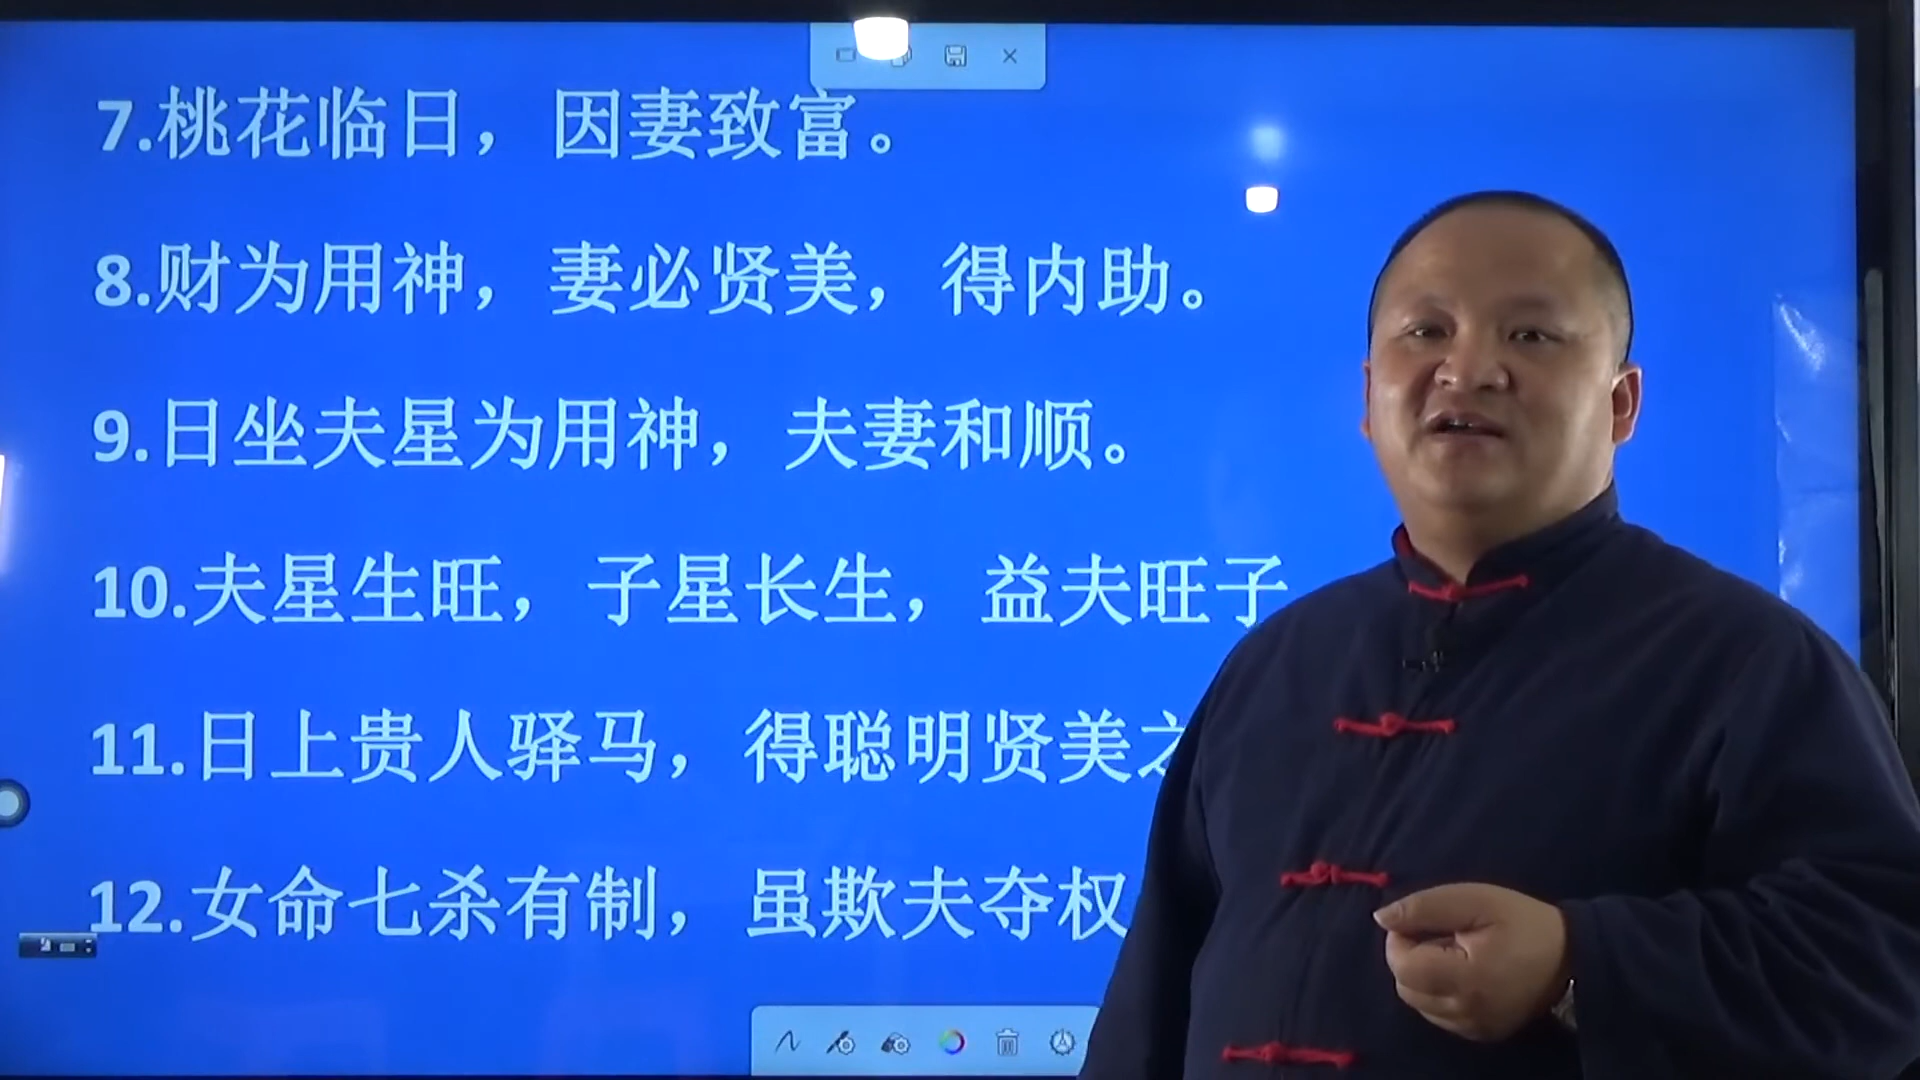 7.桃花临日，因妻致富。
8.财为用神，妻必贤美，得内助。
9.日坐夫星为用神，夫妻和顺。
10.夫星生旺，子星长生，益夫旺子
11.日上贵人驿马，得聪明贤美之
12.女命七杀有制，虽欺夫夺权